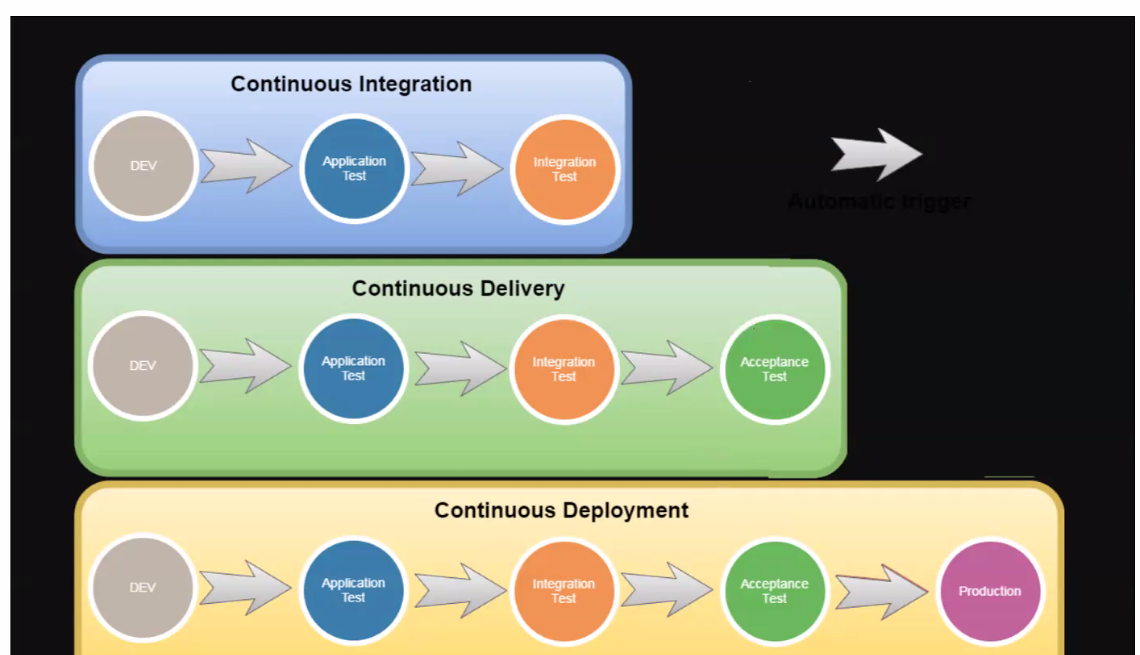 Continuous Integration
DEV
Application
Test
Integration
Test
Automatic trigger
Continuous Delivery
DEV
Application
Test
Integration
Test
Acceptance
Test
Continuous Deployment
DEV
Application
Test
Integration
Test
Acceptance
Test
Production